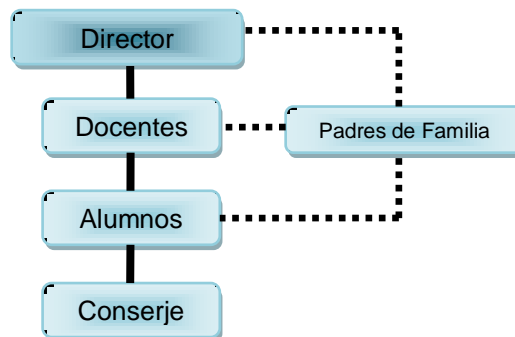 Director
Docentes
Padres de Familia
Alumnos
Conserje